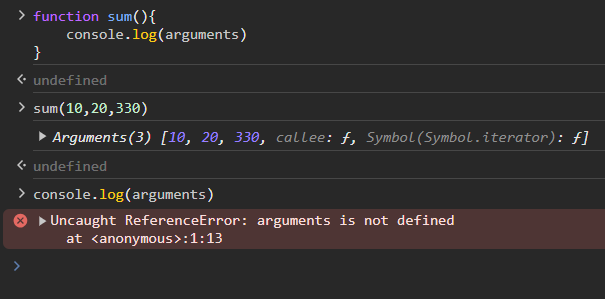 function sum(){
    console.log(arguments)
}
undefined
sum(10,20,330)
Arguments(3) [10, 20, 330, callee: ƒ, Symbol(Symbol.iterator): ƒ]
undefined
console.log(arguments)
Uncaught ReferenceError: arguments is not defined
    at <anonymous>:1:13